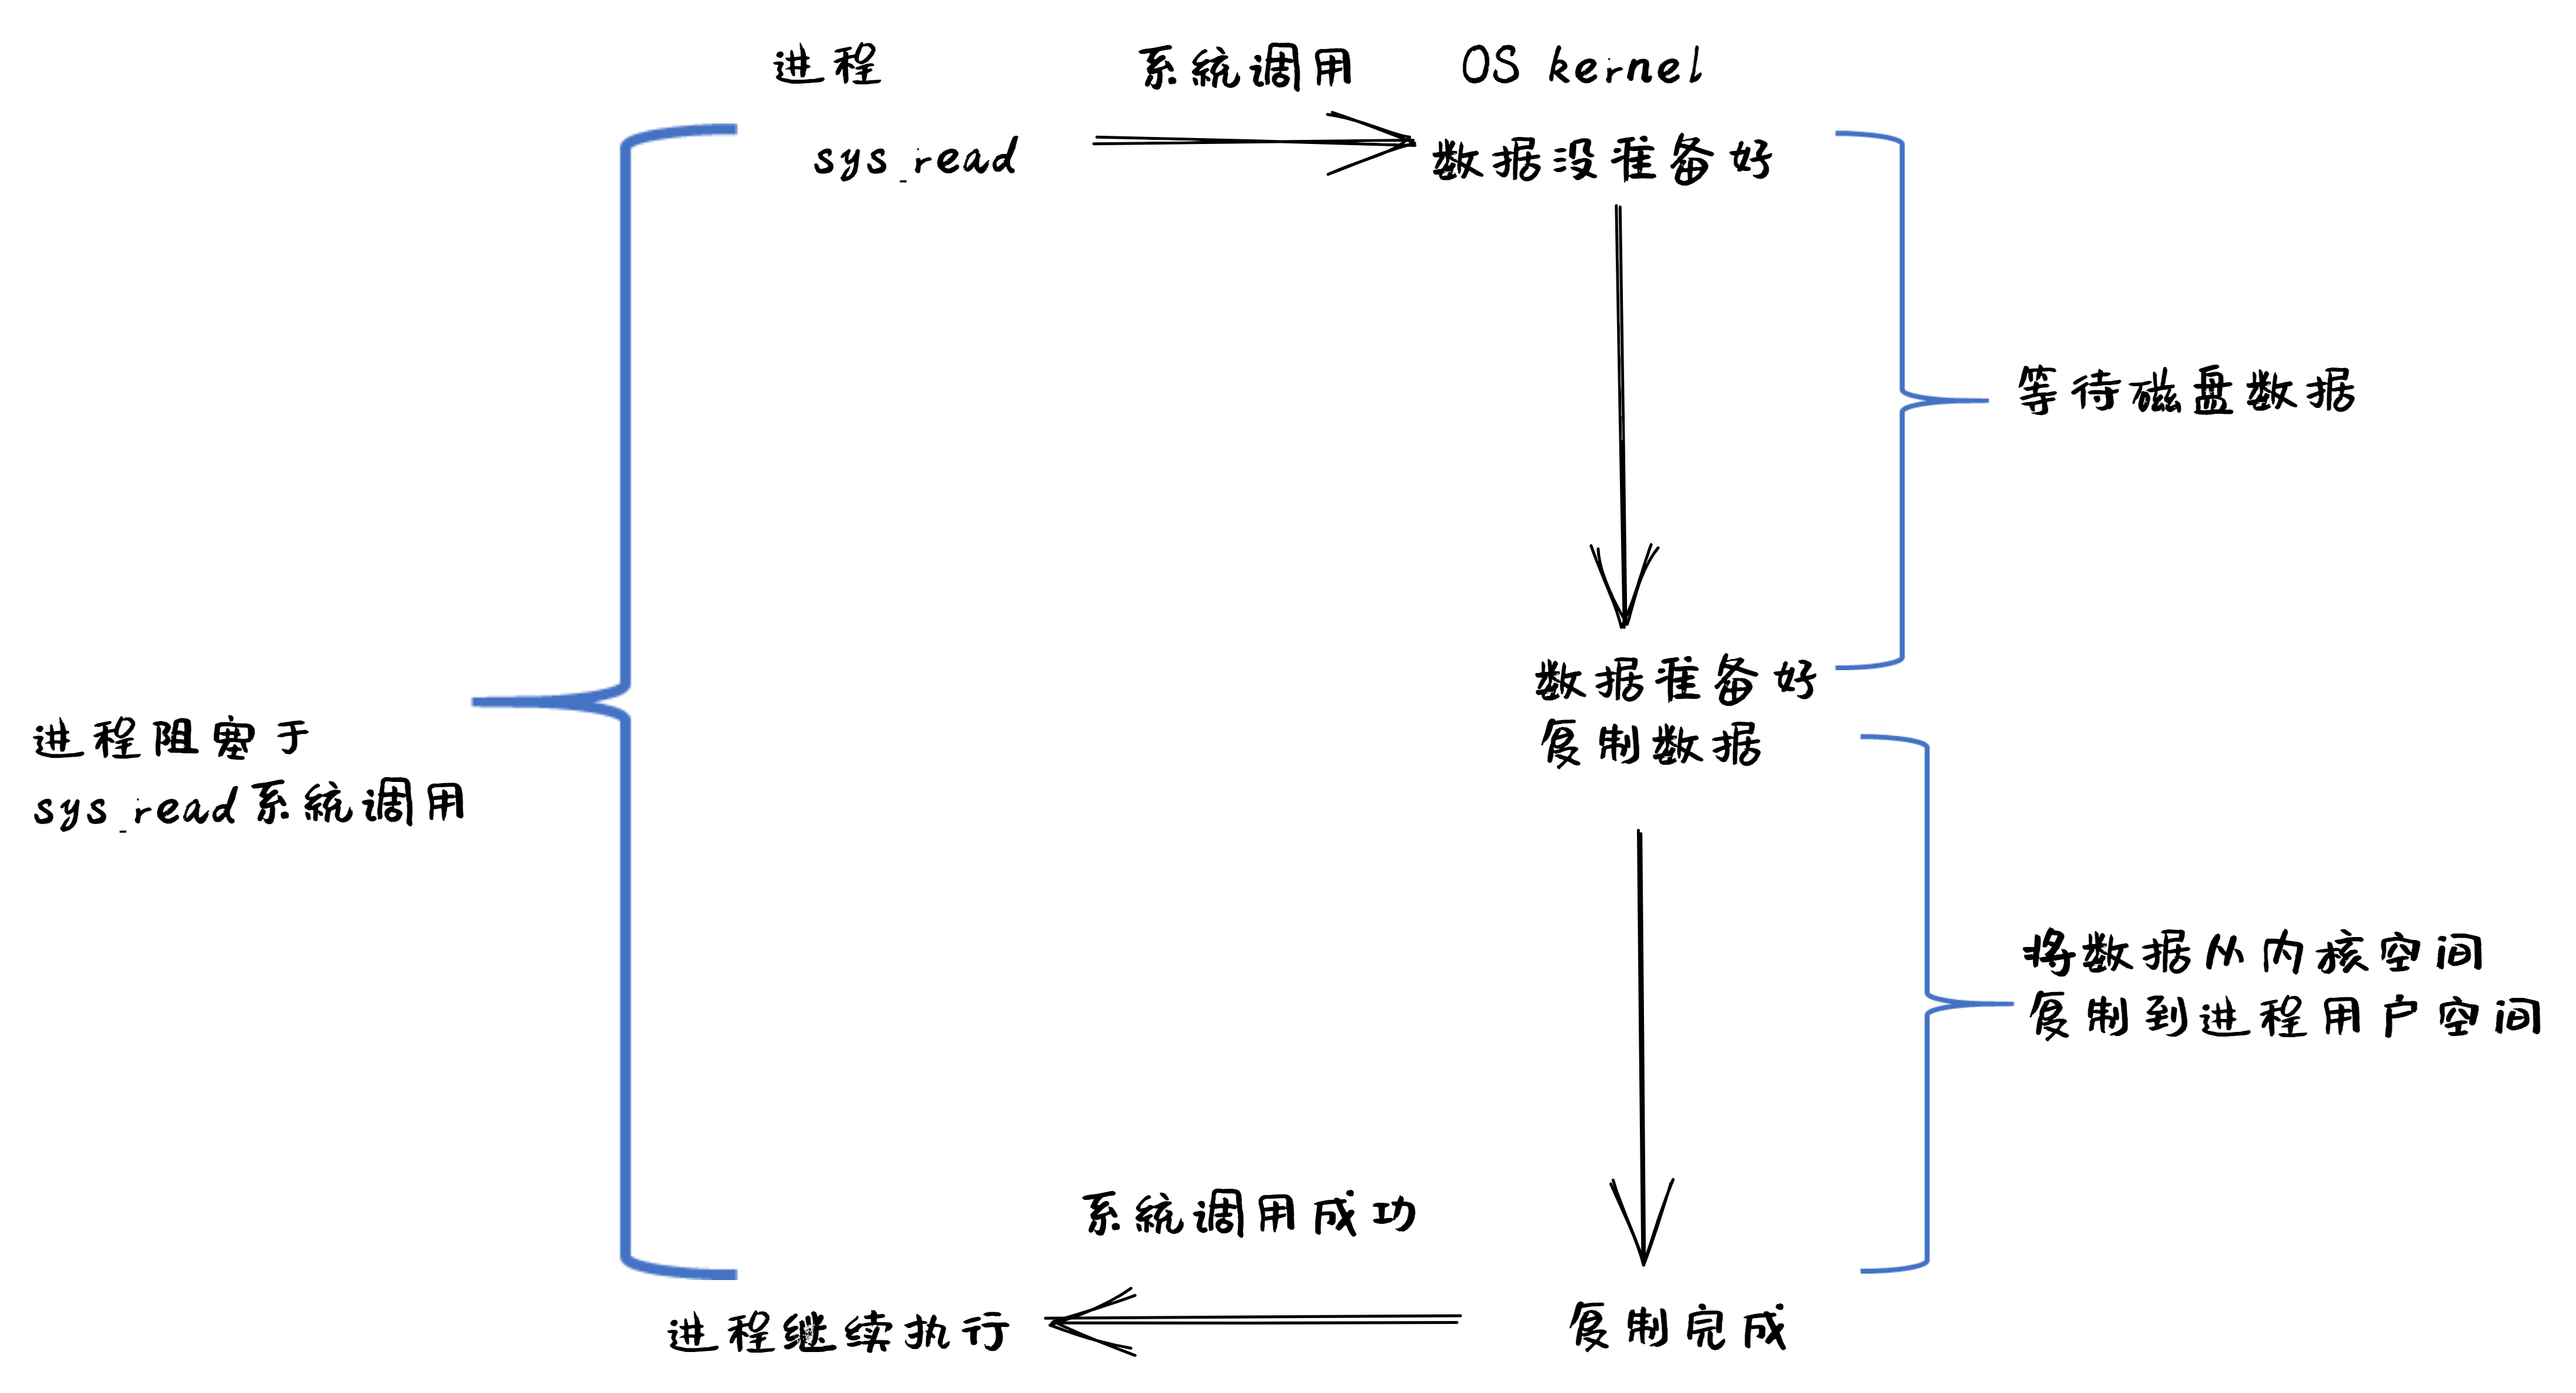 进程
系统调用
OS kernel
sys_read
数据没准备好
等待磁盘数据
数据准备好
复制数据
进程阻塞于
sys_read系统调用
将数据从内核空间
复制到进程用户空间
系统调用成功
进程继续执行
复制完成